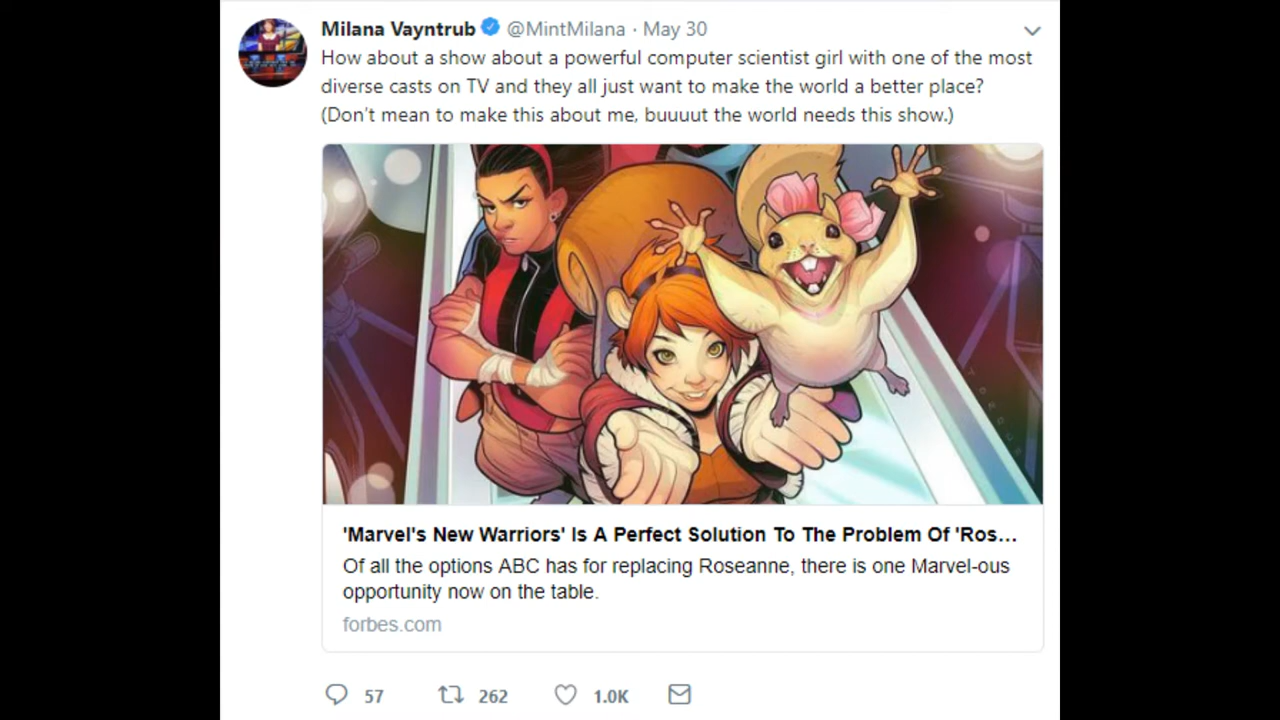 Milana Vayntrub @MintMilana · May 30
How about a show about a powerful computer scientist girl with one of the most
diverse casts on TV and they all just want to make the world a better place?
(Don't mean to make this about me, buuuut the world needs this show.)
'Marvel's New Warriors' Is A Perfect Solution To The Problem Of 'Ros...
Of all the options ABC has for replacing Roseanne, there is one Marvel-ous
opportunity now on the table.
forbes.com
57 262 1.0K